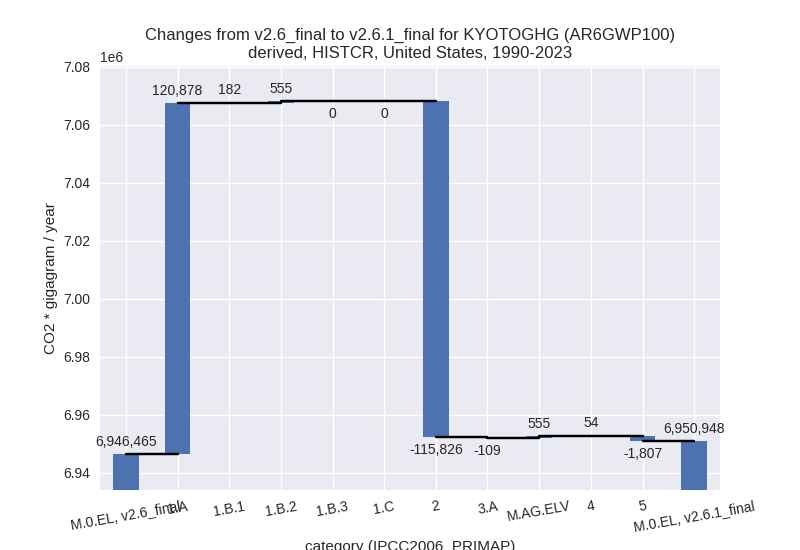 Changes from v2.6_final to v2.6.1_final for KYOTOGHG (AR6GWP100)
derived, HISTCR, United States, 1990-2023
1e6
7.08
7.06
7.04
7.02
7.00
6.98
6.96
6.94
CO2 * gigagram / year
6,946,465
120,878
182
555
0
0
-115,826
-109
555
54
-1,807
6,950,948
M.0.EL, v2.6_final
1.A
1.B.1
1.B.2
1.B.3
1.C
2
3.A
M.AG.ELV
4
5
M.0.EL, v2.6.1_final
category (IPCC2006_PRIMAP)